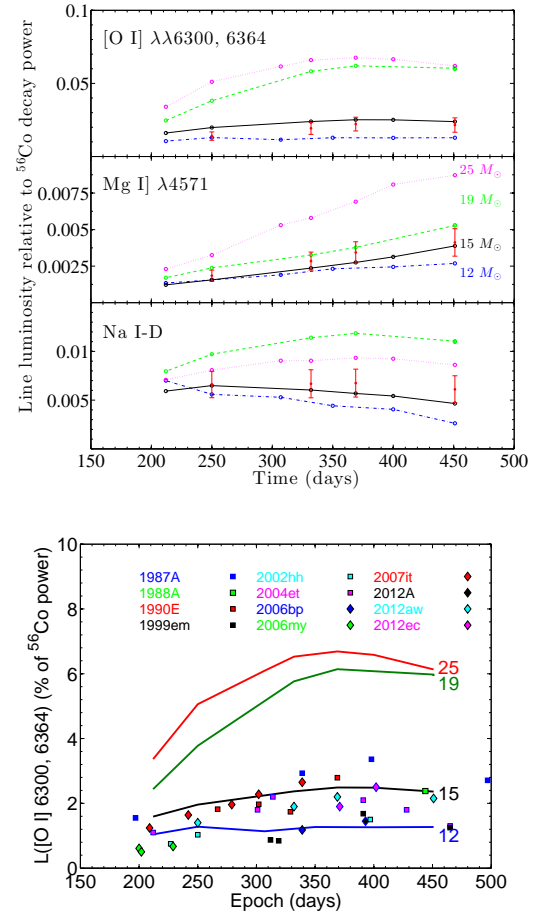 Line luminosity relative to ⁵⁶Co decay power
[O I] λλ6300, 6364
0.05
Mg I] λ4571
0.0075
0.005
0.0025
25 M⊙
19 M⊙
15 M⊙
12 M⊙
Na I-D
0.01
0.005
150 200 250 300 350 400 450 500
Time (days)
L([O I] 6300, 6364) (% of ⁵⁶Co power)
10
8
6
4
2
0
1987A 2002hh 2007it
1988A 2004et 2012A
1990E 2006bp 2012aw
1999em 2006my 2012ec
25
19
15
12
150 200 250 300 350 400 450 500
Epoch (days)